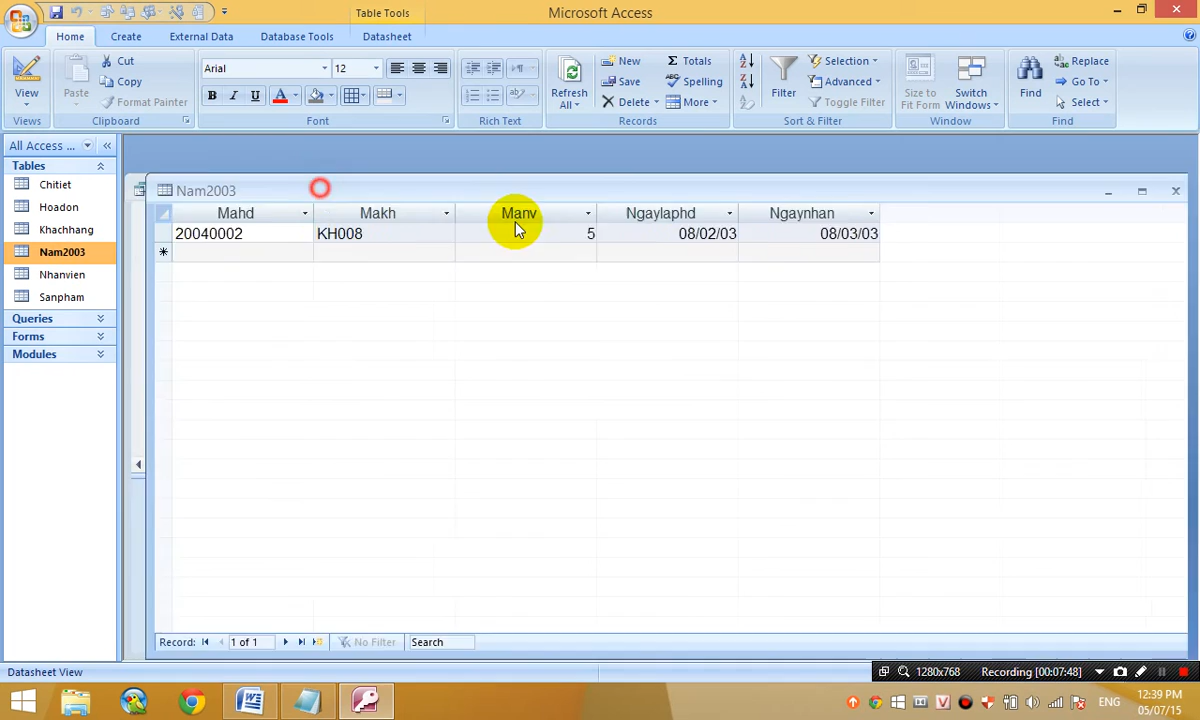 Table Tools
Microsoft Access
Home
Create
External Data
Database Tools
Datasheet
View
Views
Paste
Cut
Copy
Format Painter
Clipboard
Arial
12
B I U
A
Font
Rich Text
Refresh
All
New
Save
Delete
Totals
Spelling
More
Records
Filter
Selection
Advanced
Toggle Filter
Sort & Filter
Size to
Fit Form
Switch
Windows
Window
Find
Replace
Go To
Select
Find
All Access ...
Tables
Chitiet
Hoadon
Khachhang
Nam2003
Nhanvien
Sanpham
Queries
Forms
Modules
Nam2003
Mahd Makh Manv Ngaylaphd Ngaynhan
20040002 KH008 5 08/02/03 08/03/03
Record: 1 of 1 No Filter Search
Datasheet View
1280x768 Recording [00:07:48]
ENG
12:39 PM
05/07/15